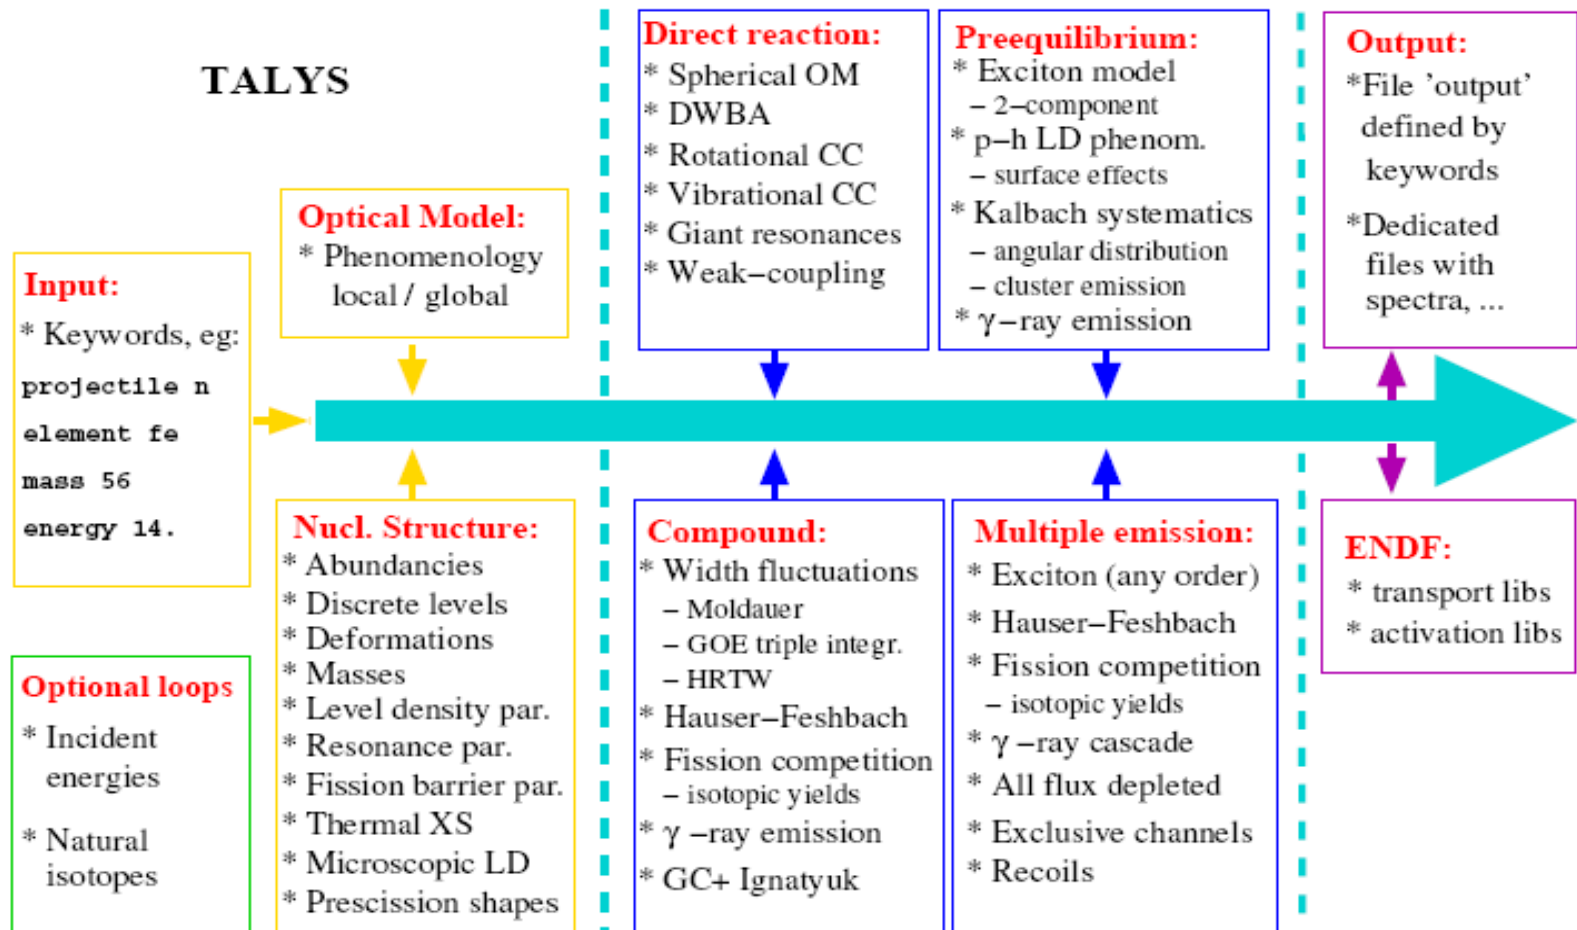 TALYS
Input:
* Keywords, eg:
projectile n
element fe
mass 56
energy 14.
Optional loops
* Incident
energies
* Natural
isotopes
Optical Model:
* Phenomenology
local / global
Nucl. Structure:
* Abundancies
* Discrete levels
* Deformations
* Masses
* Level density par.
* Resonance par.
* Fission barrier par.
* Thermal XS
* Microscopic LD
* Prescission shapes
Direct reaction:
* Spherical OM
* DWBA
* Rotational CC
* Vibrational CC
* Giant resonances
* Weak−coupling
Preequilibrium:
* Exciton model
− 2−component
* p−h LD phenom.
− surface effects
* Kalbach systematics
− angular distribution
− cluster emission
* γ−ray emission
Compound:
* Width fluctuations
− Moldauer
− GOE triple integr.
− HRTW
* Hauser−Feshbach
* Fission competition
− isotopic yields
* γ −ray emission
* GC+ Ignatyuk
Multiple emission:
* Exciton (any order)
* Hauser−Feshbach
* Fission competition
− isotopic yields
* γ −ray cascade
* All flux depleted
* Exclusive channels
* Recoils
Output:
*File ’output’
defined by
keywords
*Dedicated
files with
spectra, ...
ENDF:
* transport libs
* activation libs